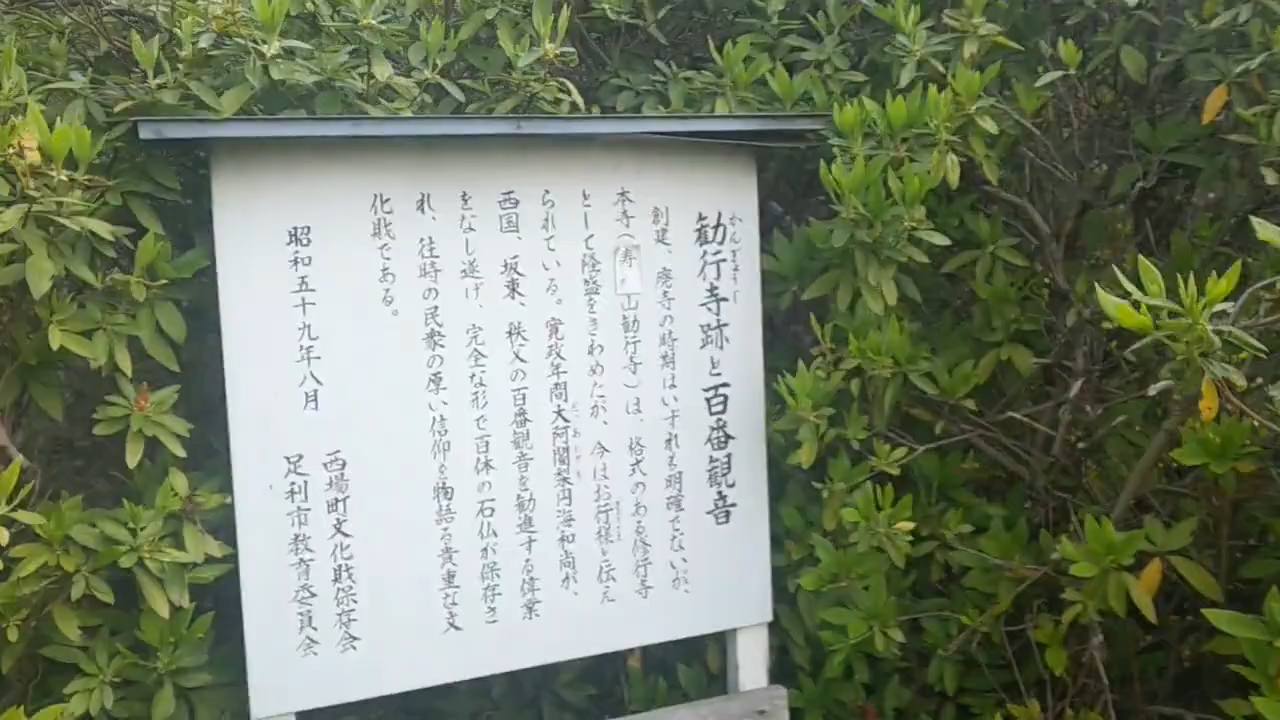 勧行寺跡と百番観音
かんぎょうじ
創建、廃寺の時期はいずれも明確でないが、
本寺(寿山勧行寺)は、格式のある修行寺
として隆盛をきわめたが、今はお行様と伝え
られている。寛政年間大阿闍梨円海和尚が、
西国、坂東、秩父の百番観音を勧進する偉業
をなし遂げ、完全な形で百体の石仏が保存さ
れ、往時の民衆の厚い信仰を物語る貴重な文
化財である。
昭和五十九年八月
西場町文化財保存会
足利市教育委員会